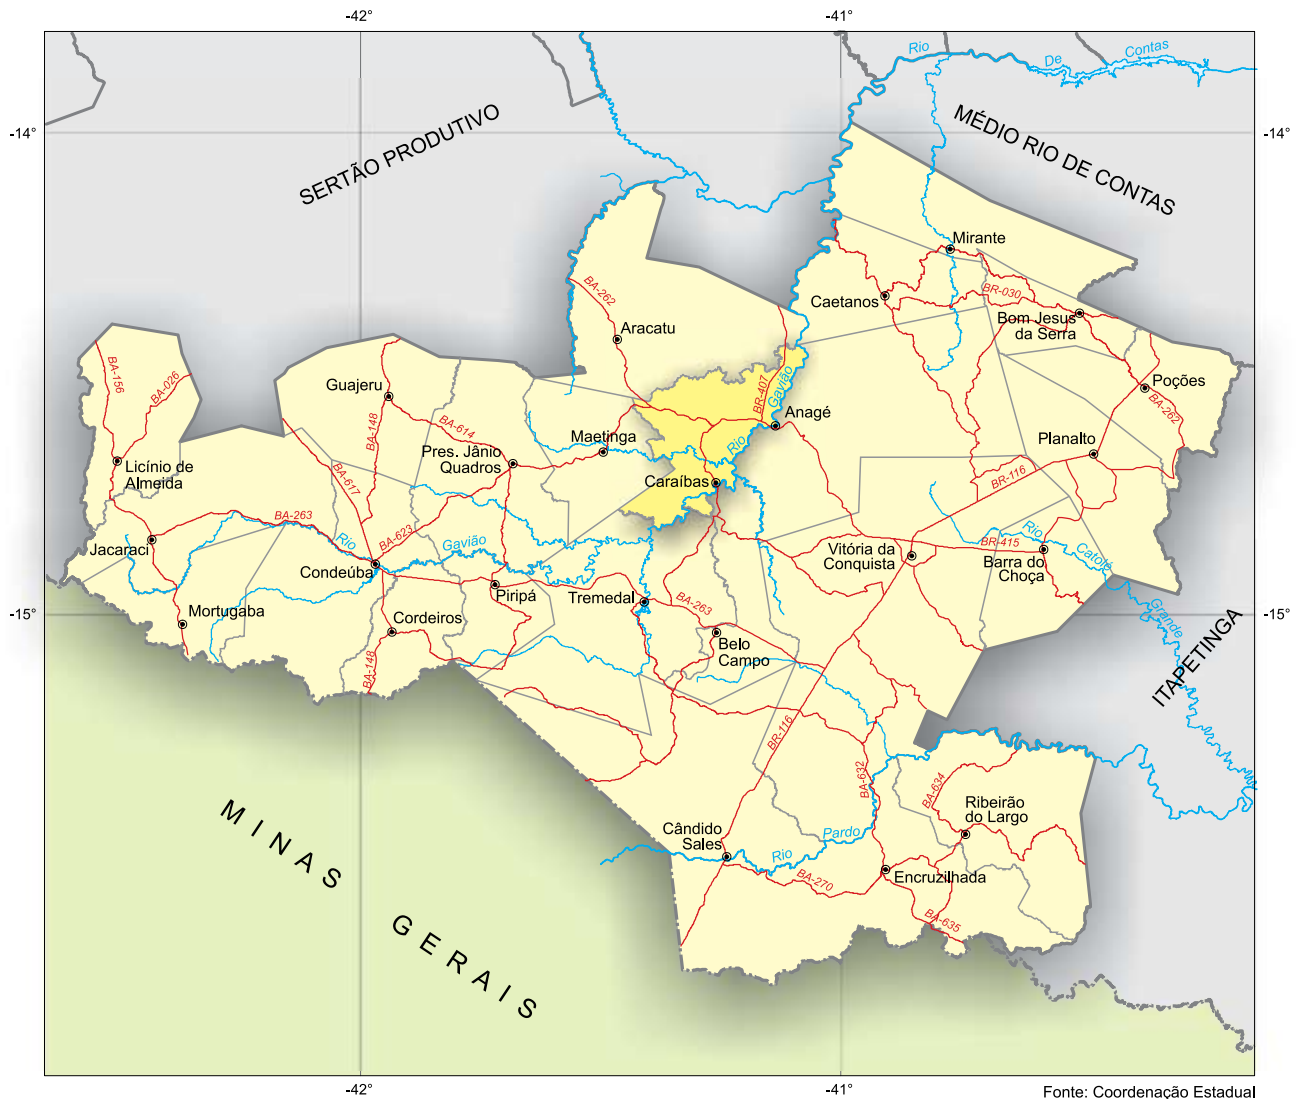 -42°
-41°
Rio
De
Contas
-14°
-14°
SERTÃO PRODUTIVO
MÉDIO RIO DE CONTAS
Mirante
BA-262
BR-030
Caetanos
Bom Jesus
da Serra
Aracatu
BA-156
BA-026
Guajeru
BA-148
BA-614
BR-407
Gavião
Rio
Anagé
Poções
BA-262
Maetinga
Pres. Jânio
Quadros
Planalto
Licínio de
Almeida
BA-617
Caraíbas
BR-116
BA-263
Rio
BA-623
Gavião
Jacaraci
Condeúba
Vitória da
Conquista
BR-415
Barra do
Choça
Rio
Catolé
Grande
Piripá
Tremedal
BA-263
Mortugaba
Cordeiros
-15°
-15°
Belo
Campo
BA-148
ITAPETINGA
BR-116
BA-632
BA-634
Ribeirão
do Largo
MINAS GERAIS
Cândido
Sales
Rio
Pardo
BA-270
Encruzilhada
BA-635
-42°
-41°
Fonte: Coordenação Estadual